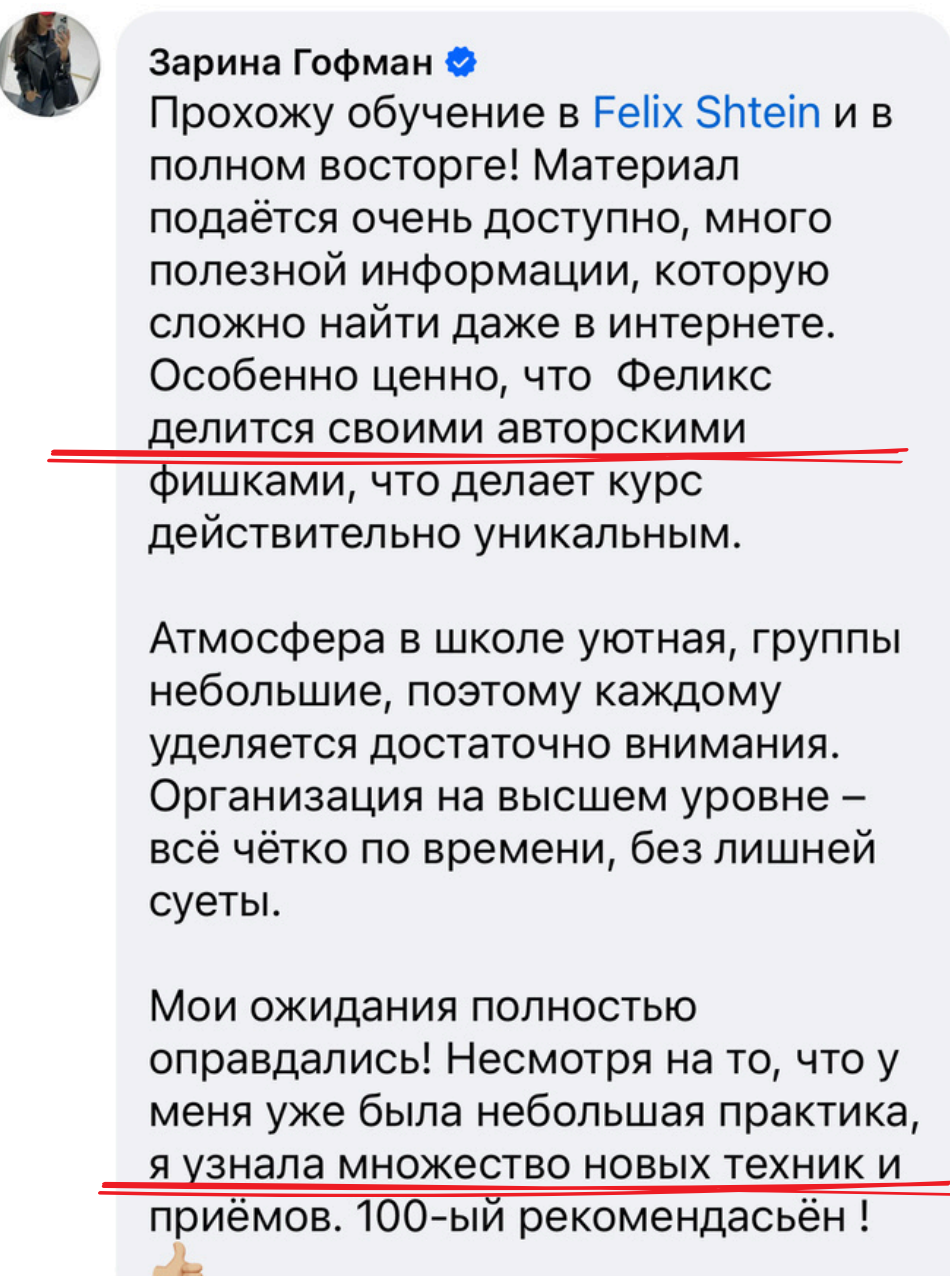 Зарина Гофман
Прохожу обучение в Felix Shtein и в
полном восторге! Материал
подаётся очень доступно, много
полезной информации, которую
сложно найти даже в интернете.
Особенно ценно, что  Феликс
делится своими авторскими
фишками, что делает курс
действительно уникальным.

Атмосфера в школе уютная, группы
небольшие, поэтому каждому
уделяется достаточно внимания.
Организация на высшем уровне –
всё чётко по времени, без лишней
суеты.

Мои ожидания полностью
оправдались! Несмотря на то, что у
меня уже была небольшая практика,
я узнала множество новых техник и
приёмов. 100-ый рекомендасьён !